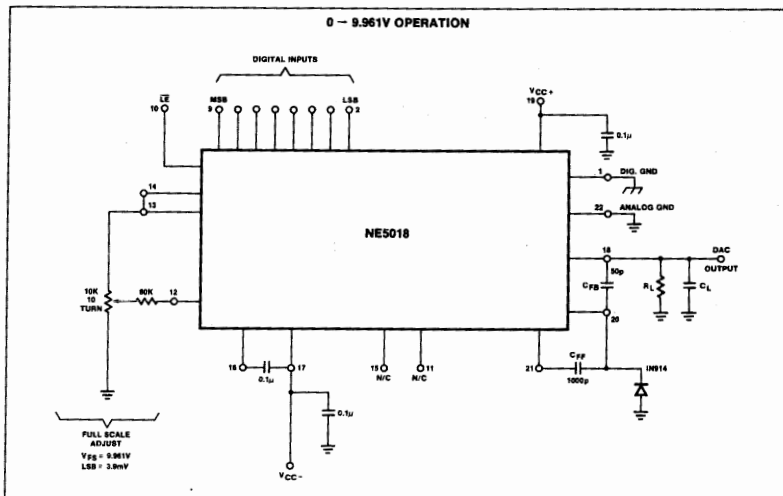 0 – 9.961V OPERATION
DIGITAL INPUTS
LE
10
MSB
9
LSB
2
VCC+
19
0.1μ
1
DIG. GND
22
ANALOG GND
14
13
NE5018
18
DAC
OUTPUT
50p
CFB
RL
CL
10K
10
TURN
80K
12
20
16
0.1μ
17
15
N/C
11
N/C
21
CFF
1000p
IN914
0.1μ
VCC–
FULL SCALE
ADJUST
VFS = 9.961V
LSB = 3.9mV